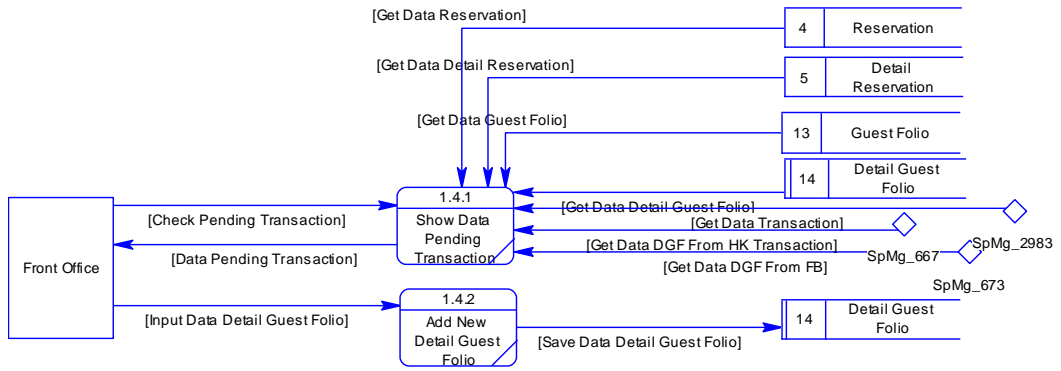 [Get Data Reservation]
4
Reservation
[Get Data Detail Reservation]
5
Detail
Reservation
[Get Data Guest Folio]
13
Guest Folio
14
Detail Guest
Folio
1.4.1
Show Data
Pending
Transaction
Front Office
[Check Pending Transaction]
[Data Pending Transaction]
[Get Data Detail Guest Folio]
[Get Data Transaction]
[Get Data DGF From HK Transaction]
[Get Data DGF From FB]
SpMg_2983
SpMg_667
SpMg_673
[Input Data Detail Guest Folio]
1.4.2
Add New
Detail Guest
Folio
[Save Data Detail Guest Folio]
14
Detail Guest
Folio